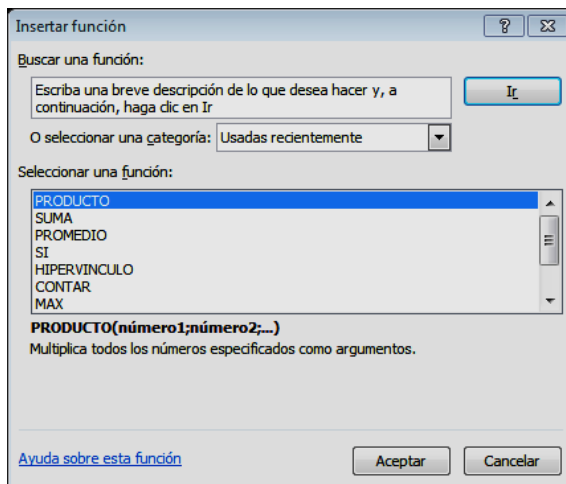 Insertar función
Buscar una función:
Escriba una breve descripción de lo que desea hacer y, a
continuación, haga clic en Ir
Ir
O seleccionar una categoría: Usadas recientemente
Seleccionar una función:
PRODUCTO
SUMA
PROMEDIO
SI
HIPERVINCULO
CONTAR
MAX
PRODUCTO(número1;número2;...)
Multiplica todos los números especificados como argumentos.
Ayuda sobre esta función
Aceptar
Cancelar